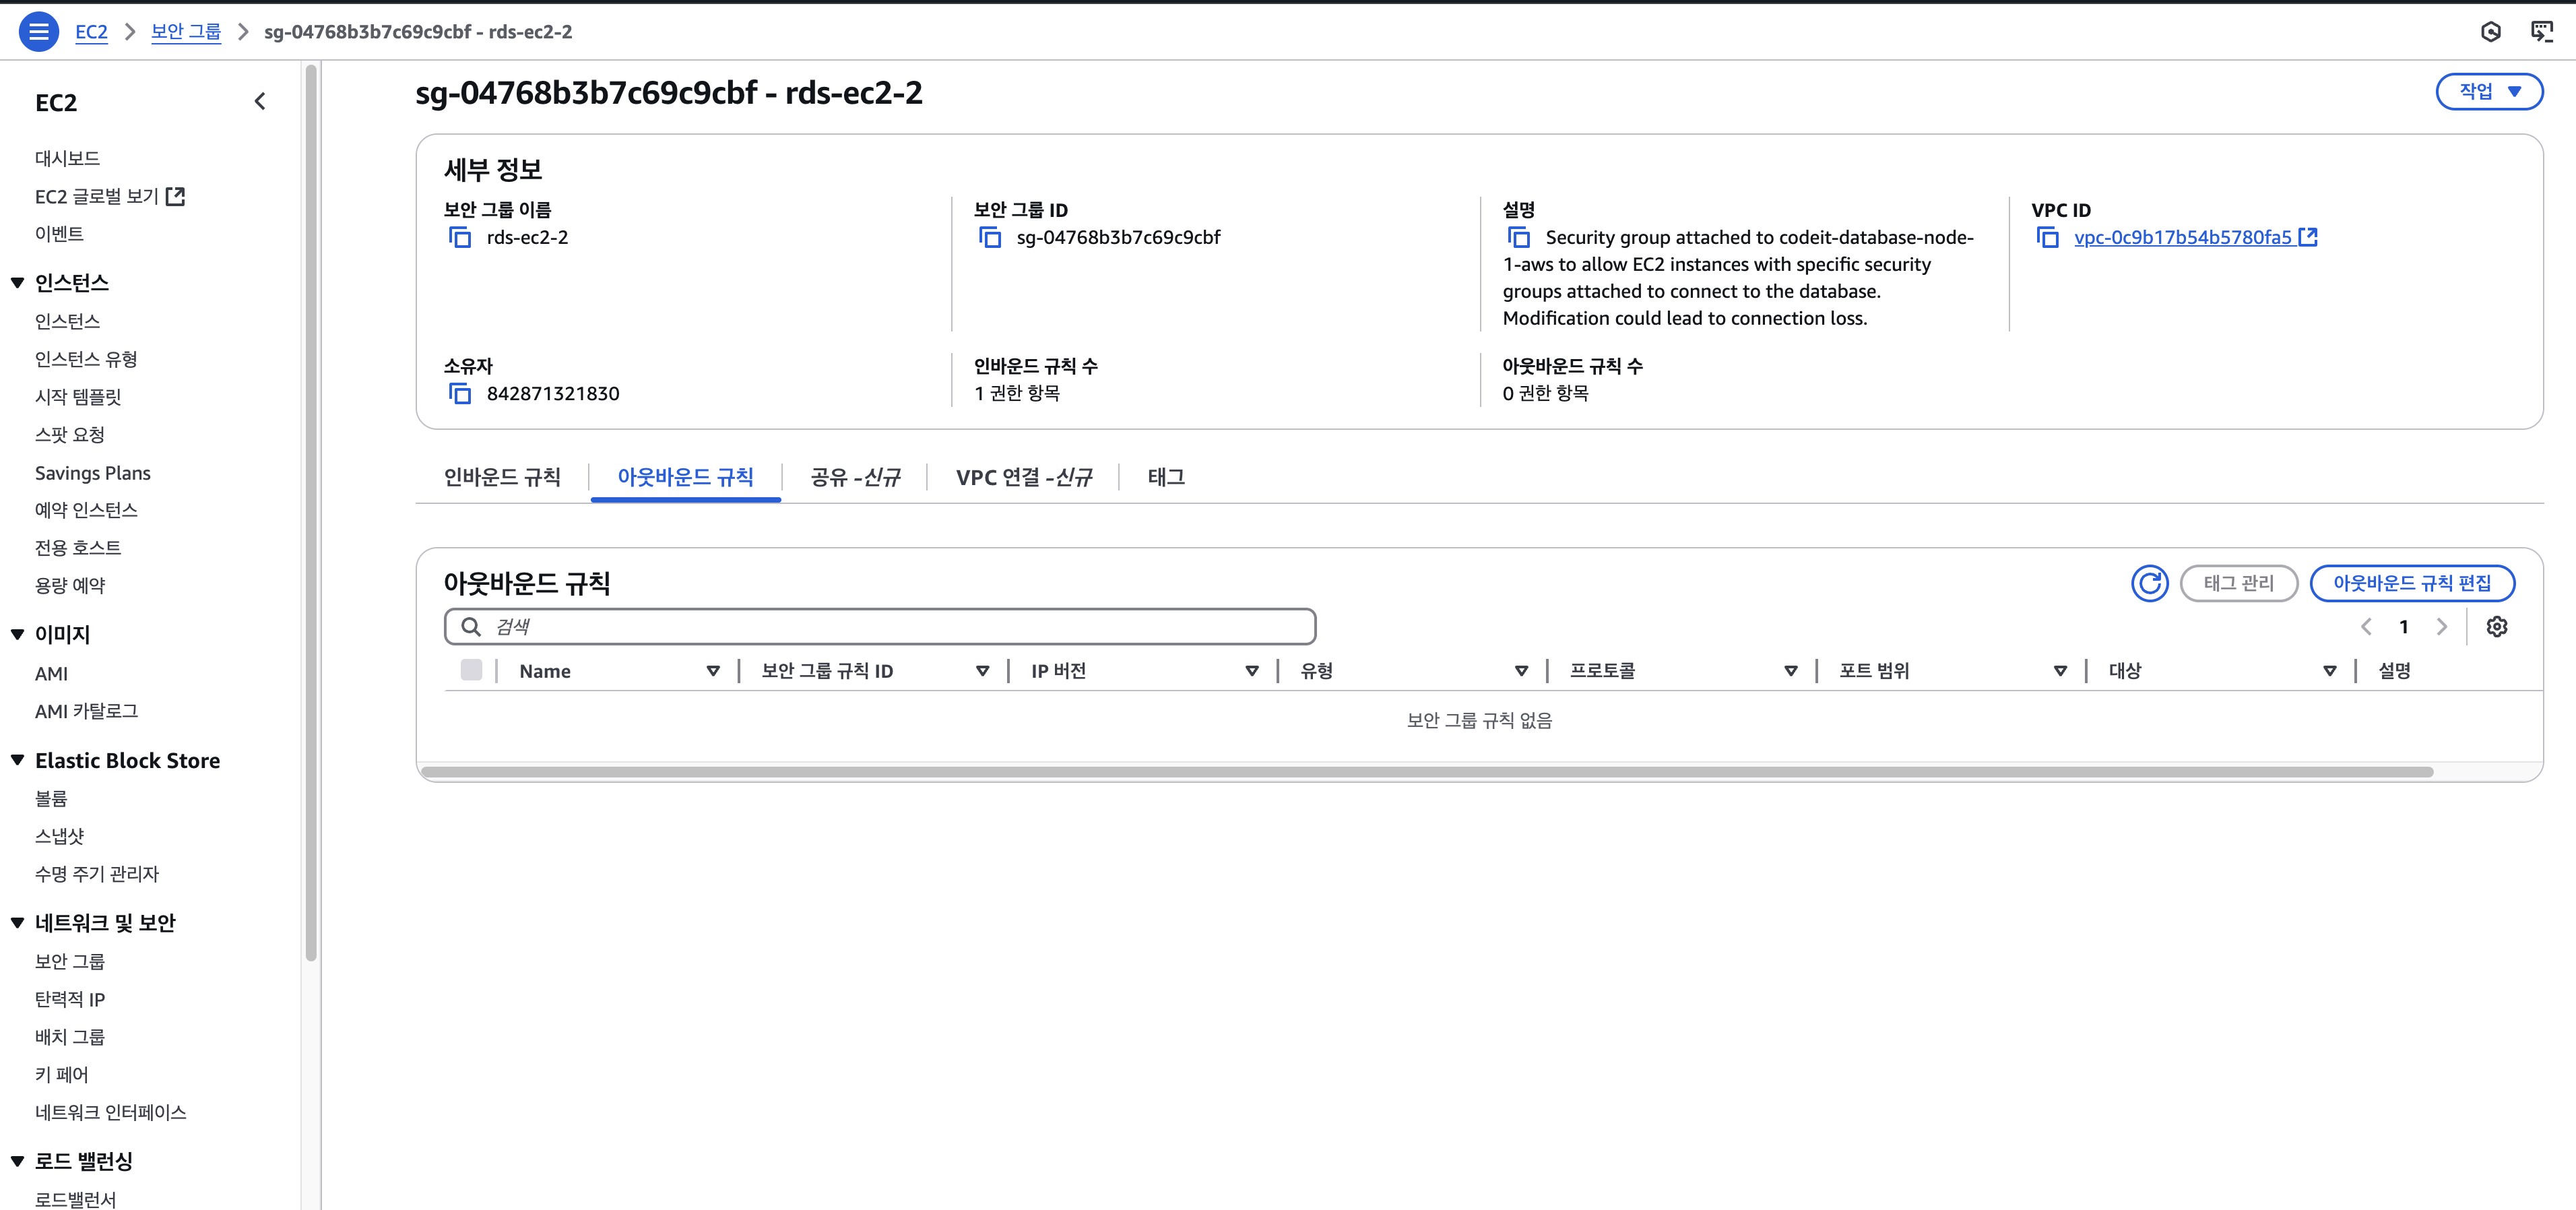 EC2 > 보안 그룹 > sg-04768b3b7c69c9cbf - rds-ec2-2
EC2
대시보드
EC2 글로벌 보기
이벤트
인스턴스
인스턴스
인스턴스 유형
시작 템플릿
스팟 요청
Savings Plans
예약 인스턴스
전용 호스트
용량 예약
이미지
AMI
AMI 카탈로그
Elastic Block Store
볼륨
스냅샷
수명 주기 관리자
네트워크 및 보안
보안 그룹
탄력적 IP
배치 그룹
키 페어
네트워크 인터페이스
로드 밸런싱
로드밸런서
sg-04768b3b7c69c9cbf - rds-ec2-2
작업
세부 정보
보안 그룹 이름
rds-ec2-2
보안 그룹 ID
sg-04768b3b7c69c9cbf
설명
Security group attached to codeit-database-node-
1-aws to allow EC2 instances with specific security
groups attached to connect to the database.
Modification could lead to connection loss.
VPC ID
vpc-0c9b17b54b5780fa5
소유자
842871321830
인바운드 규칙 수
1 권한 항목
아웃바운드 규칙 수
0 권한 항목
인바운드 규칙
아웃바운드 규칙
공유 -신규
VPC 연결 -신규
태그
아웃바운드 규칙
태그 관리
아웃바운드 규칙 편집
검색
1
Name
보안 그룹 규칙 ID
IP 버전
유형
프로토콜
포트 범위
대상
설명
보안 그룹 규칙 없음